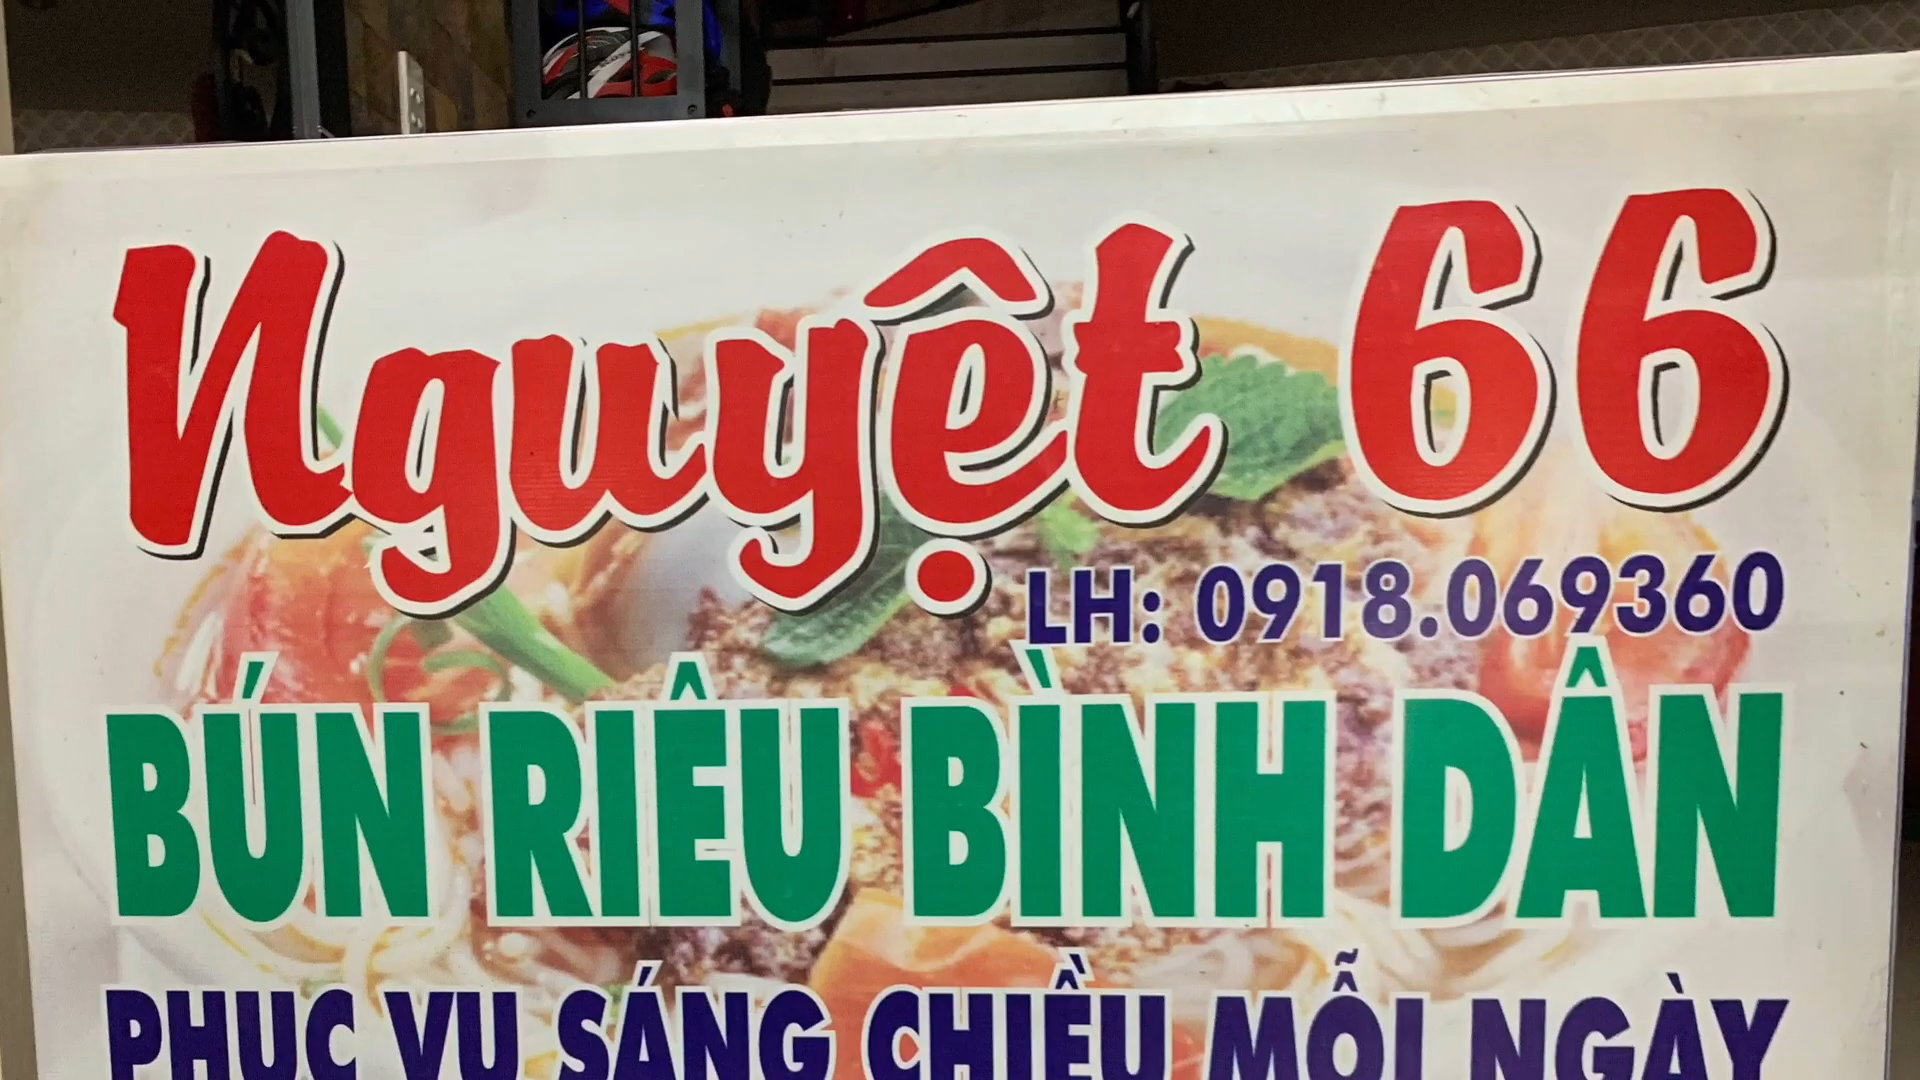 Nguyệt 66
LH: 0918.069360
BÚN RIÊU BÌNH DÂN
PHỤC VỤ SÁNG CHIỀU MỖI NGÀY